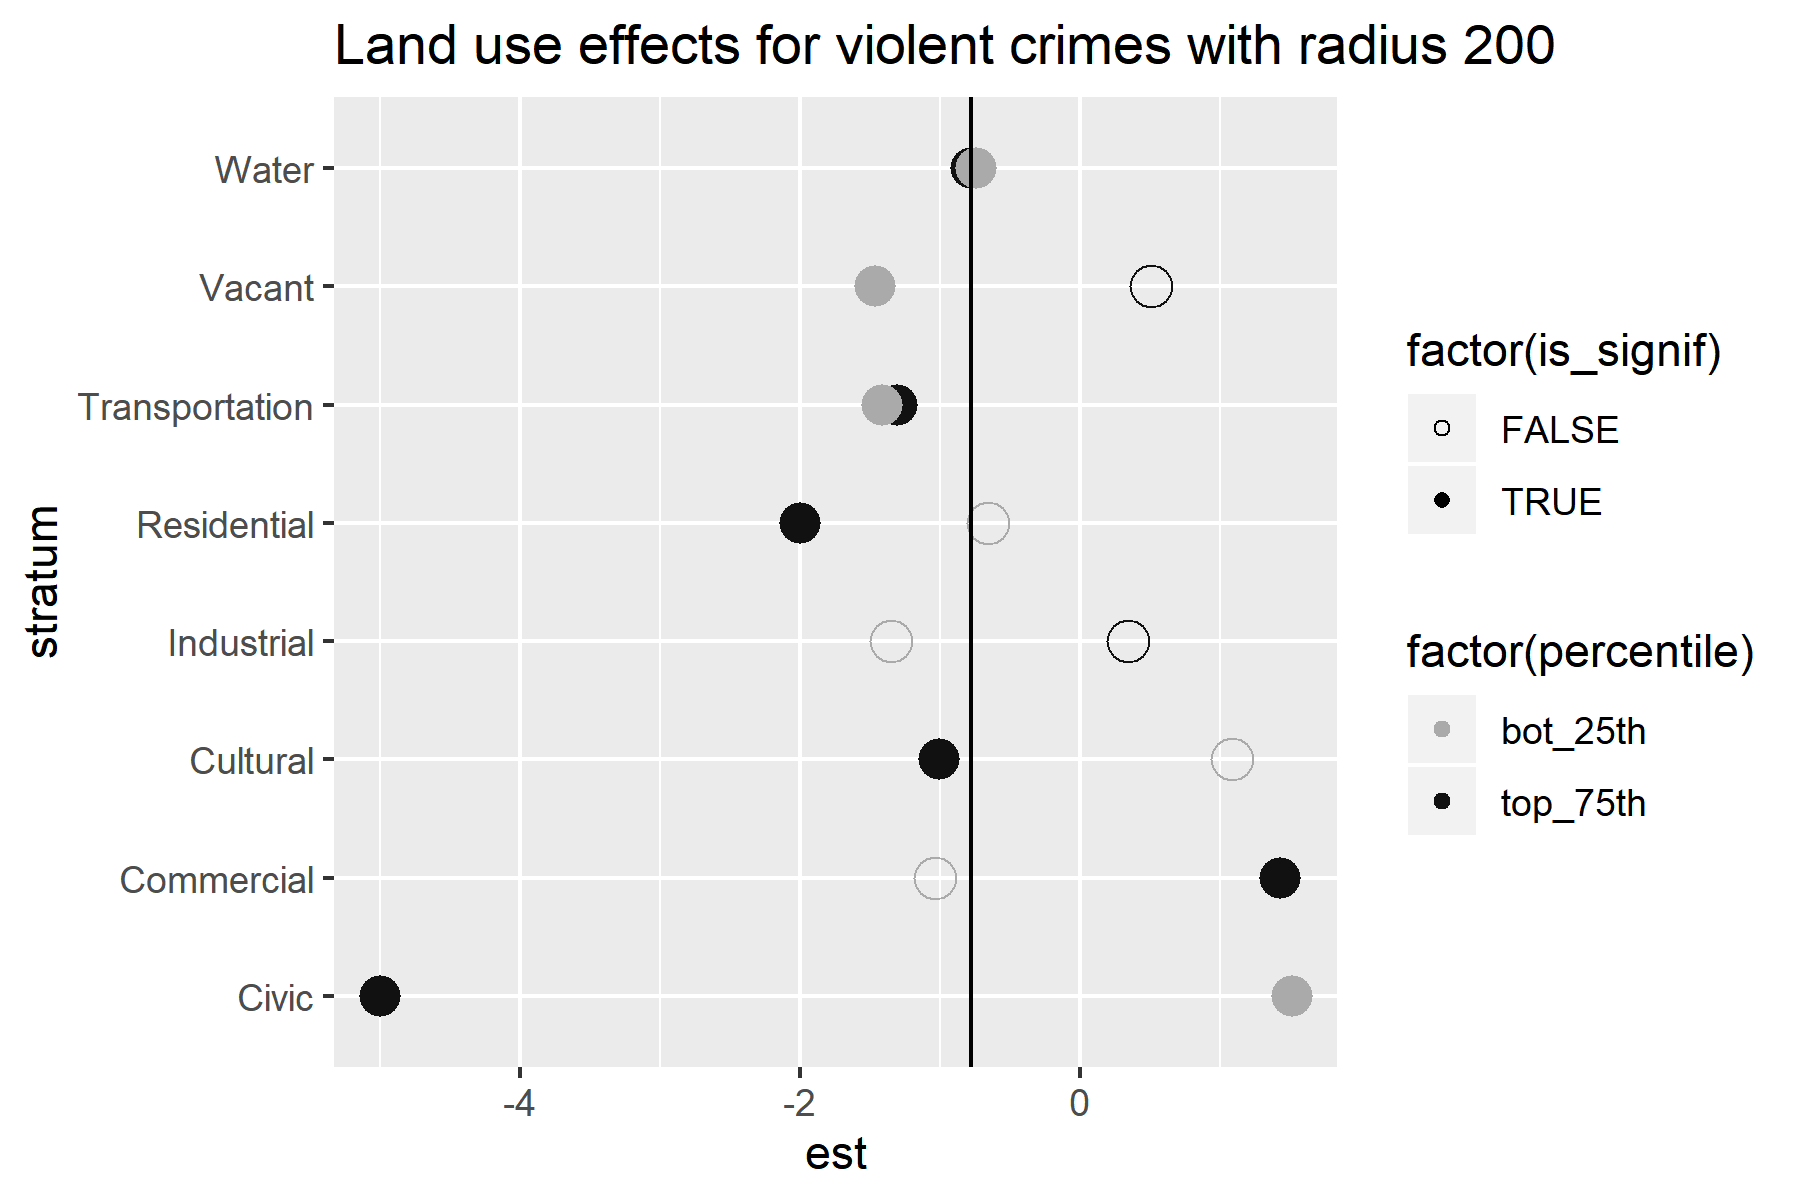 Land use effects for violent crimes with radius 200
Water
Vacant
Transportation
Residential
Industrial
Cultural
Commercial
Civic
stratum
-4
-2
0
est
factor(is_signif)
FALSE
TRUE
factor(percentile)
bot_25th
top_75th